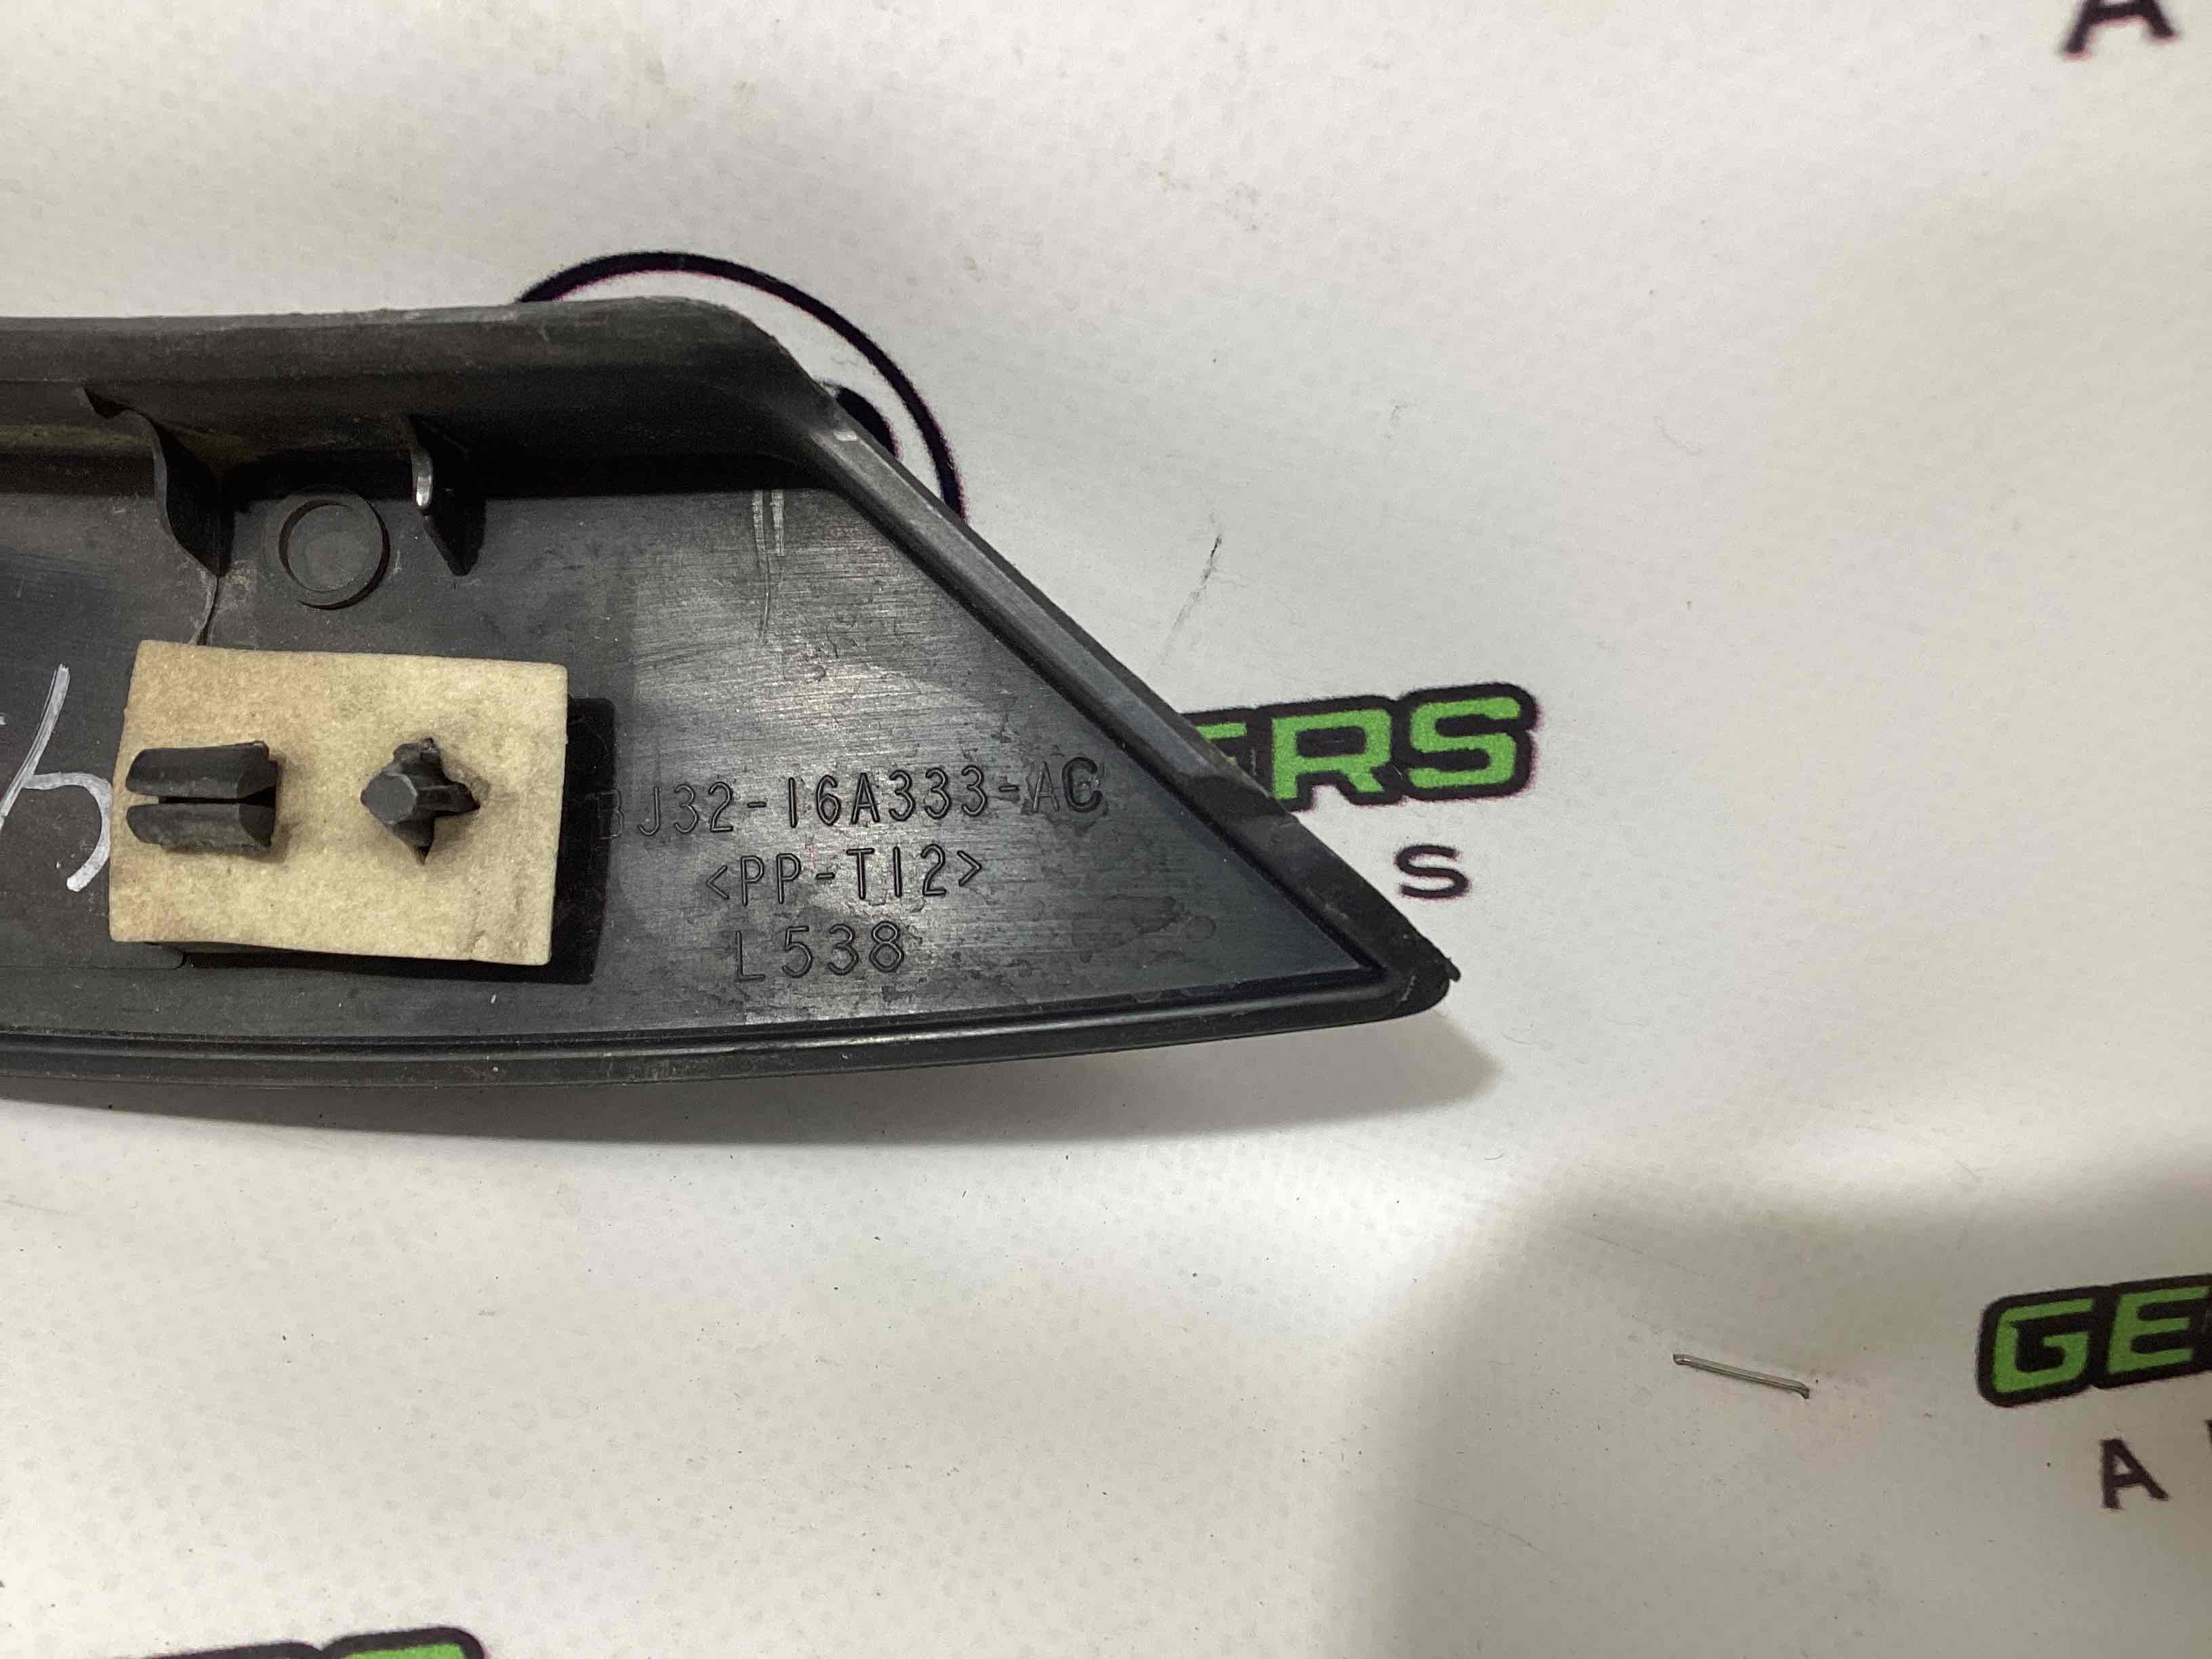 A
BJ32-16A333-AC
<PP-T12>
L538
ERS
S
GE
A